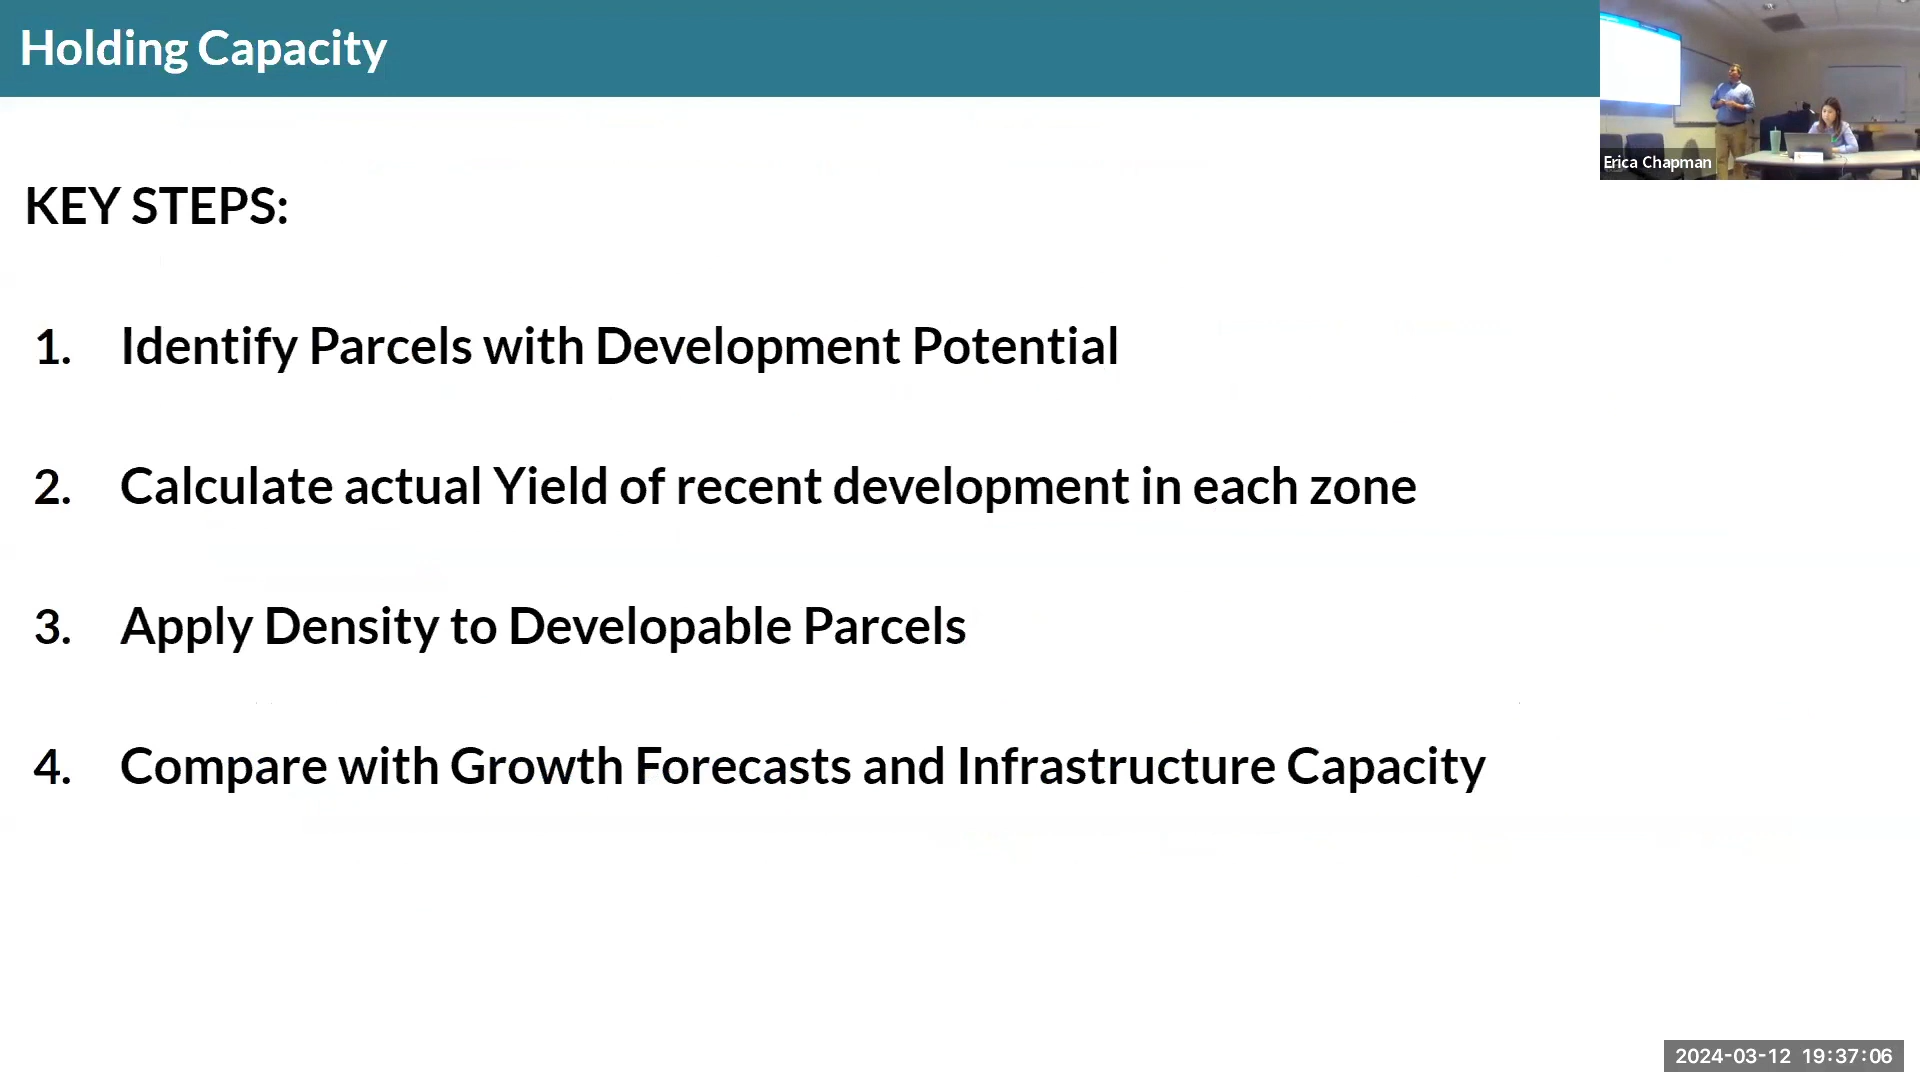 Holding Capacity
Erica Chapman
KEY STEPS:
1. Identify Parcels with Development Potential
2. Calculate actual Yield of recent development in each zone
3. Apply Density to Developable Parcels
4. Compare with Growth Forecasts and Infrastructure Capacity
2024-03-12 19:37:06